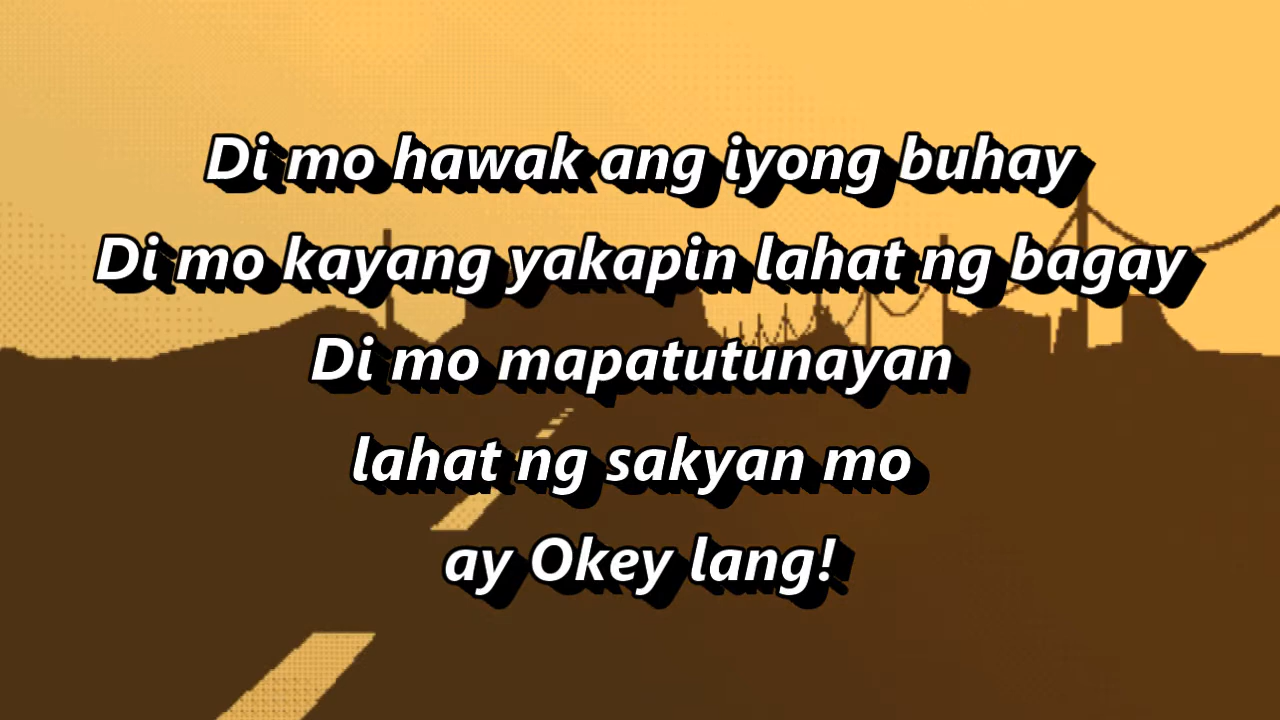 Di mo hawak ang iyong buhay
Di mo kayang yakapin lahat ng bagay
Di mo mapatutunayan
lahat ng sakyan mo
ay Okey lang!